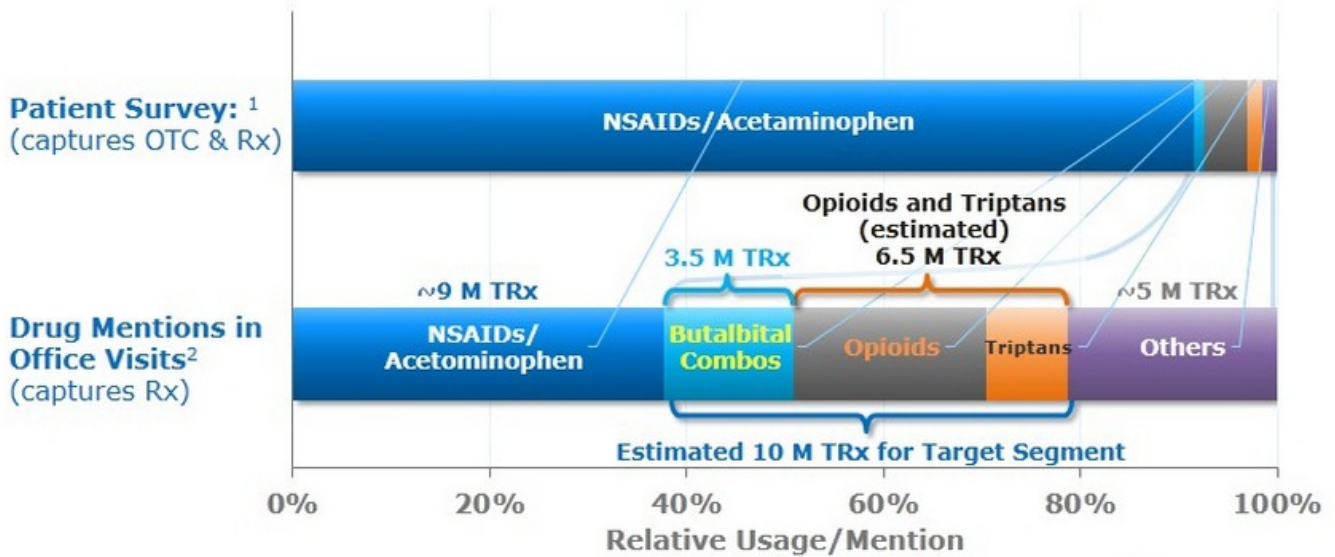 Patient Survey: 1
(captures OTC & Rx)
NSAIDs/Acetaminophen
Opioids and Triptans
(estimated)
6.5 M TRx
3.5 M TRx
~9 M TRx
~5 M TRx
Drug Mentions in
Office Visits2
(captures Rx)
NSAIDs/
Acetominophen
Butalbital
Combos
Opioids
Triptans
Others
Estimated 10 M TRx for Target Segment
0% 20% 40% 60% 80% 100%
Relative Usage/Mention